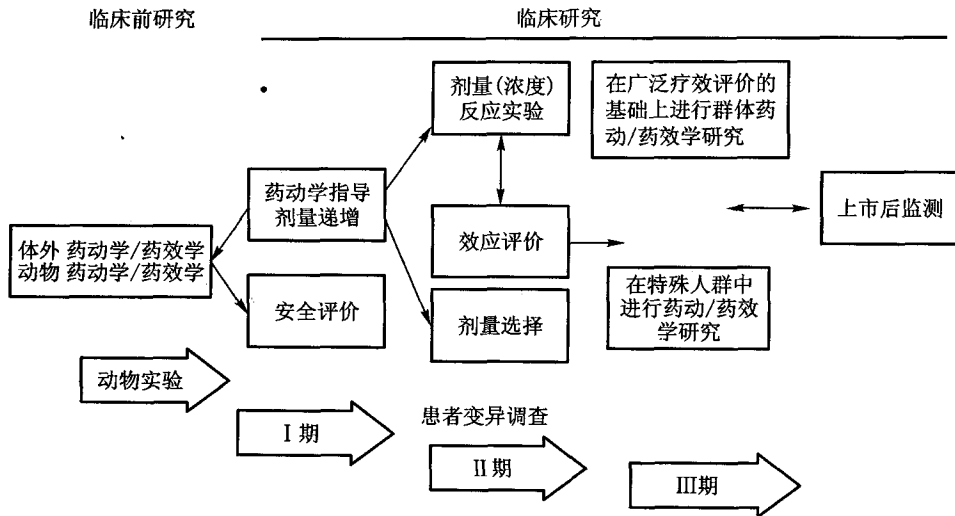 临床前研究
临床研究
剂量(浓度)
反应实验
在广泛疗效评价的
基础上进行群体药
动/药效学研究
药动学指导
剂量递增
上市后监测
效应评价
体外 药动学/药效学
动物 药动学/药效学
在特殊人群中
进行药动/药效
学研究
安全评价
剂量选择
动物实验
患者变异调查
I期
II期
III期